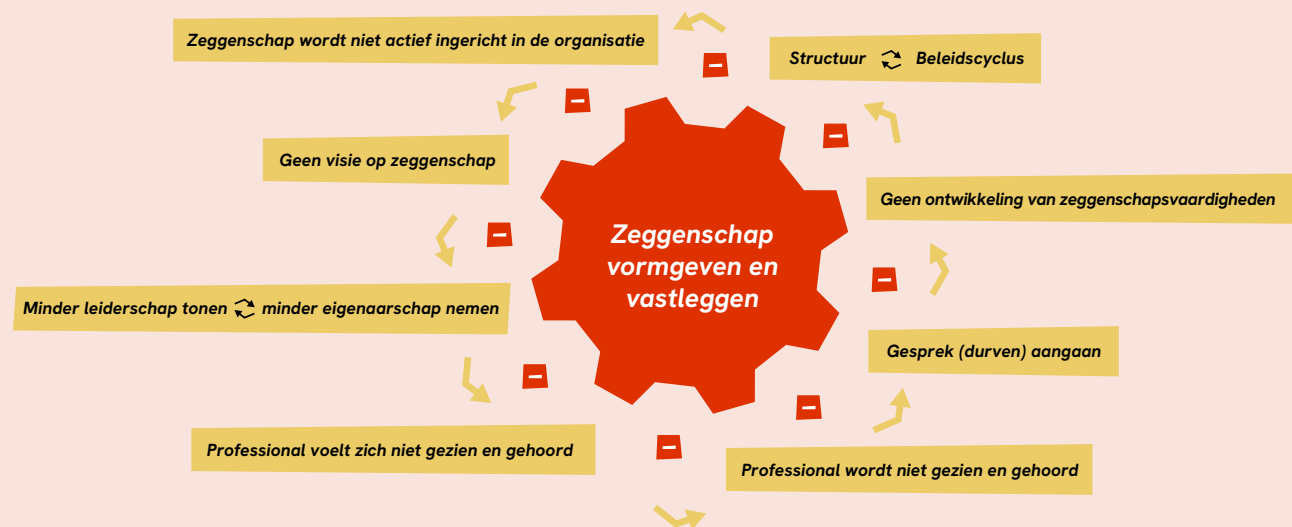 Zeggenschap wordt niet actief ingericht in de organisatie
Structuur Beleidscyclus
Geen visie op zeggenschap
Geen ontwikkeling van zeggenschapsvaardigheden
Zeggenschap
vormgeven en
vastleggen
Minder leiderschap tonen minder eigenaarschap nemen
Gesprek (durven) aangaan
Professional voelt zich niet gezien en gehoord
Professional wordt niet gezien en gehoord